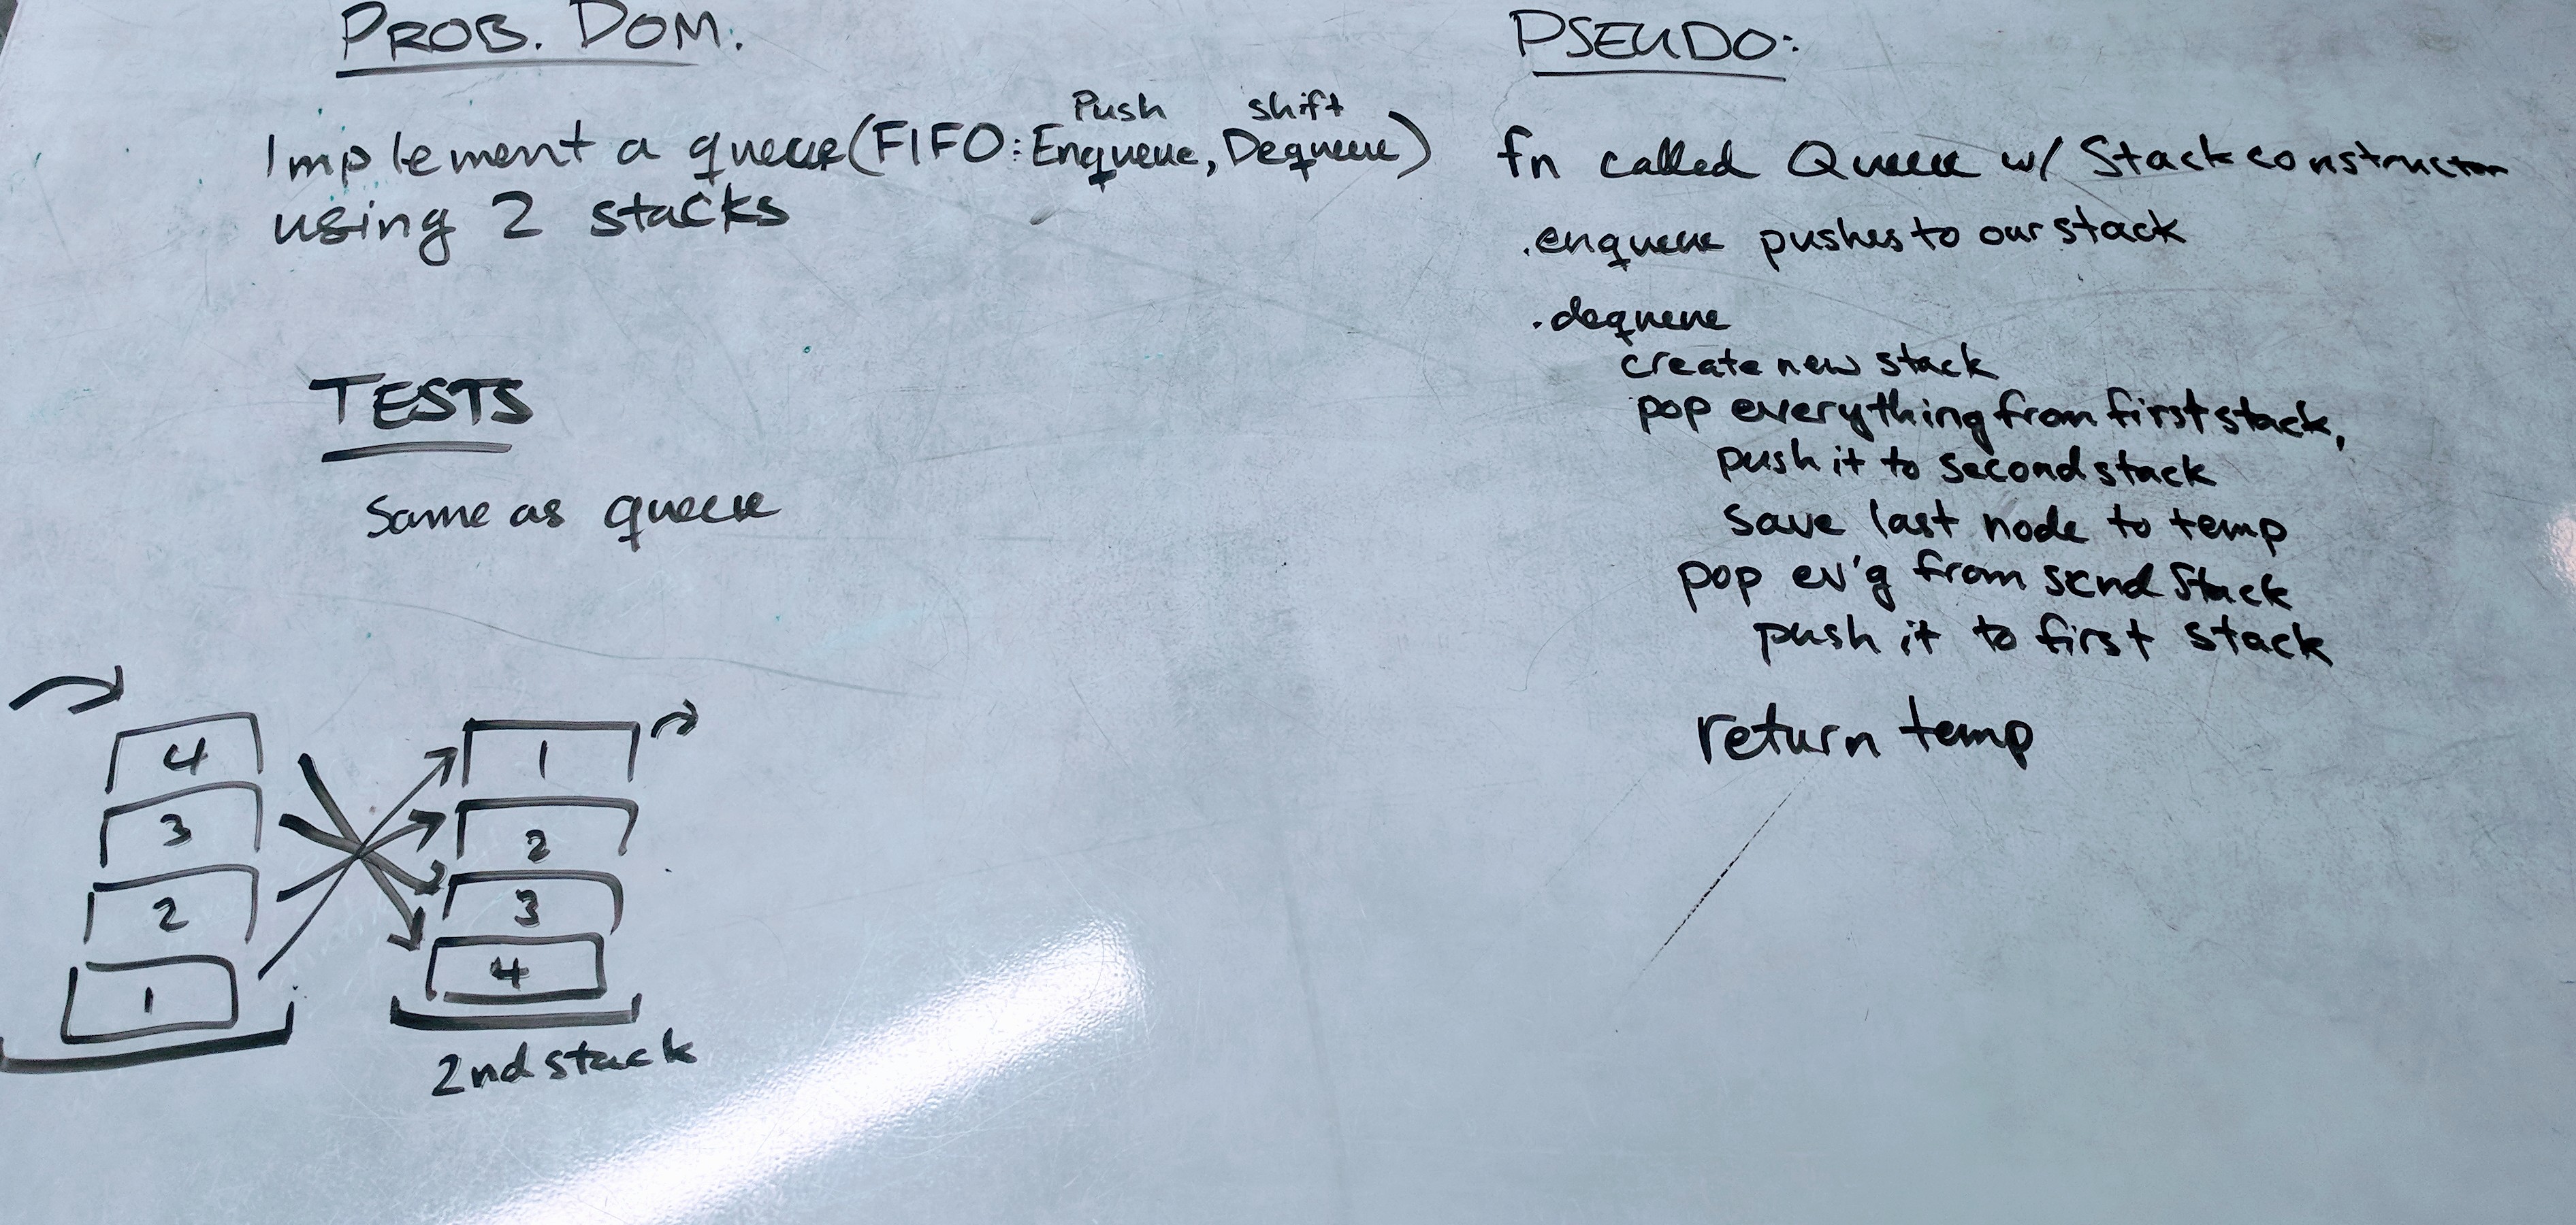 PROB. DOM.
Push shift
Implement a queue (FIFO: Enqueue, Dequeue)
using 2 stacks
TESTS
Same as queue
4
3
2
1
1
2
3
4
2nd stack
PSEUDO:
fn called Queue w/ Stack constructor
.enqueue pushes to our stack
.dequeue
create new stack
pop everything from first stack,
push it to second stack
save last node to temp
pop ev'g from scnd stack
push it to first stack
return temp